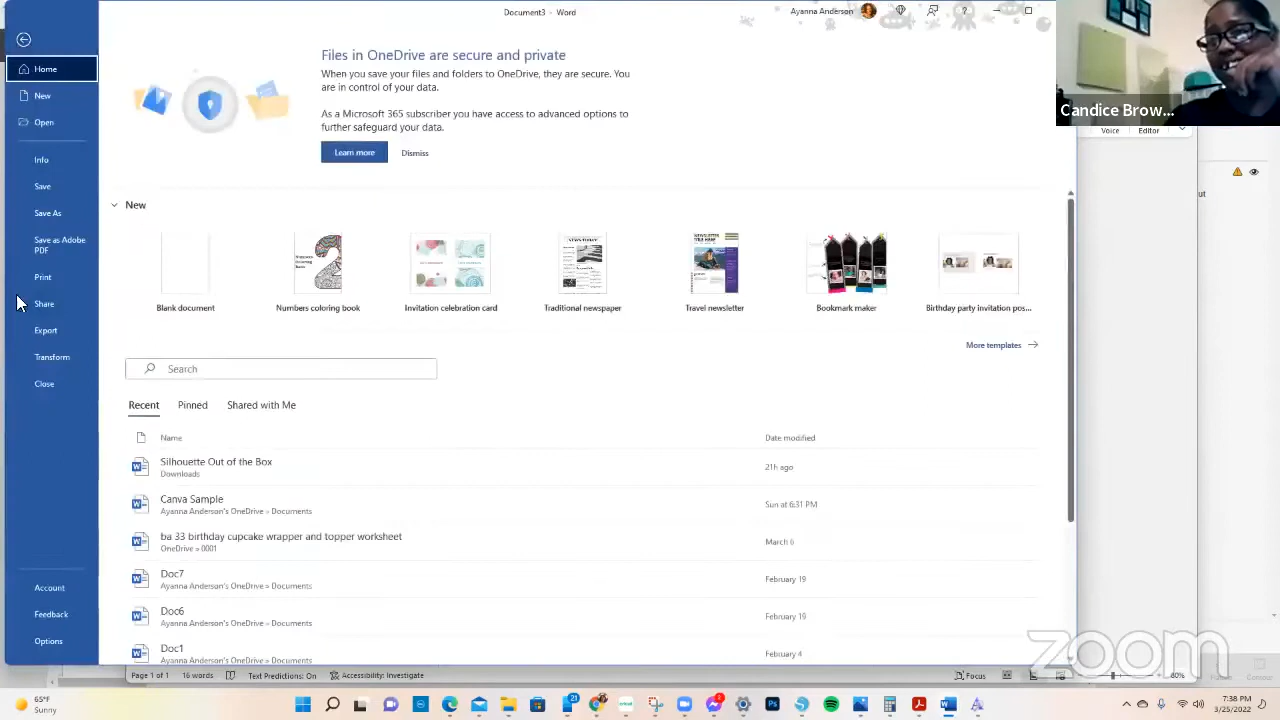 Document3 - Word
Ayanna Anderson
Files in OneDrive are secure and private
When you save your files and folders to OneDrive, they are secure. You
are in control of your data.
As a Microsoft 365 subscriber you have access to advanced options to
further safeguard your data.
Learn more
Dismiss
Home
New
Open
Info
Save
Save As
Save as Adobe
PDF
Print
Share
Export
Transform
Close
Account
Feedback
Options
New
Blank document
Numbers coloring book
Invitation celebration card
Traditional newspaper
Travel newsletter
Bookmark maker
Birthday party invitation pos...
More templates
Search
Recent
Pinned
Shared with Me
Name
Date modified
Silhouette Out of the Box
Downloads
21h ago
Canva Sample
Ayanna Anderson's OneDrive » Documents
Sun at 6:31 PM
ba 33 birthday cupcake wrapper and topper worksheet
OneDrive » 0001
March 6
Doc7
Ayanna Anderson's OneDrive » Documents
February 19
Doc6
Ayanna Anderson's OneDrive » Documents
February 19
Doc1
Ayanna Anderson's OneDrive » Documents
February 4
Candice Brow...
Voice
Editor
Page 1 of 1
16 words
Text Predictions: On
Accessibility: Investigate
Focus
80%
zoom
65°F
Sunny
7:38 PM
3/25/2022